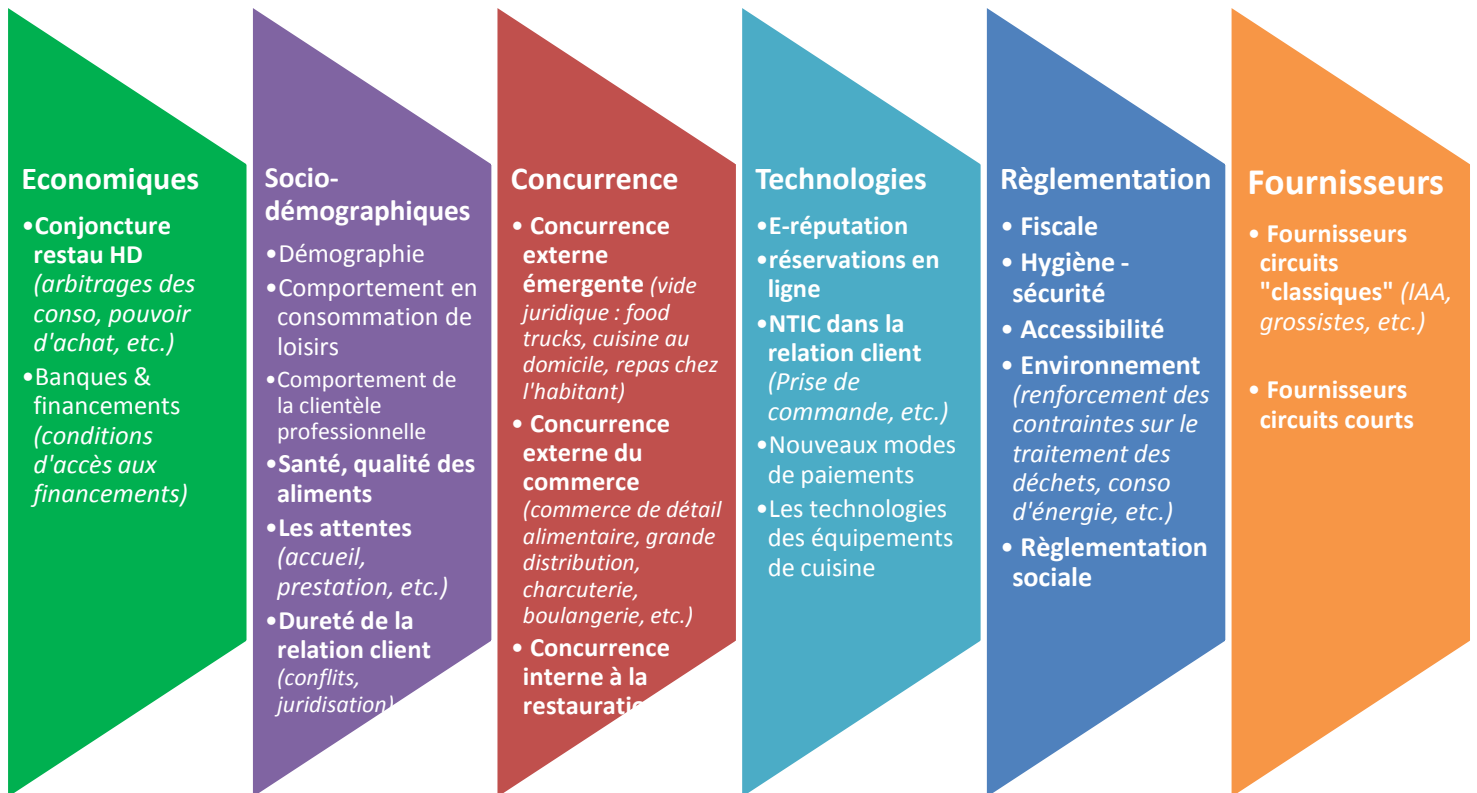 Economiques
•Conjoncture
restau HD
(arbitrages des
conso, pouvoir
d'achat, etc.)
•Banques &
financements
(conditions
d'accès aux
financements)
Socio-
démographiques
•Démographie
•Comportement en
consommation de
loisirs
•Comportement de
la clientèle
professionnelle
•Santé, qualité des
aliments
•Les attentes
(accueil,
prestation, etc.)
•Dureté de la
relation client
(conflits,
juridisation)
Concurrence
• Concurrence
externe
émergente (vide
juridique : food
trucks, cuisine au
domicile, repas chez
l'habitant)
• Concurrence
externe du
commerce
(commerce de détail
alimentaire, grande
distribution,
charcuterie,
boulangerie, etc.)
• Concurrence
interne à la
restauratio
Technologies
•E-réputation
•réservations en
ligne
•NTIC dans la
relation client
(Prise de
commande, etc.)
•Nouveaux modes
de paiements
•Les technologies
des équipements
de cuisine
Règlementation
• Fiscale
• Hygiène -
sécurité
• Accessibilité
• Environnement
(renforcement des
contraintes sur le
traitement des
déchets, conso
d'énergie, etc.)
• Règlementation
sociale
Fournisseurs
• Fournisseurs
circuits
"classiques" (IAA,
grossistes, etc.)
• Fournisseurs
circuits courts